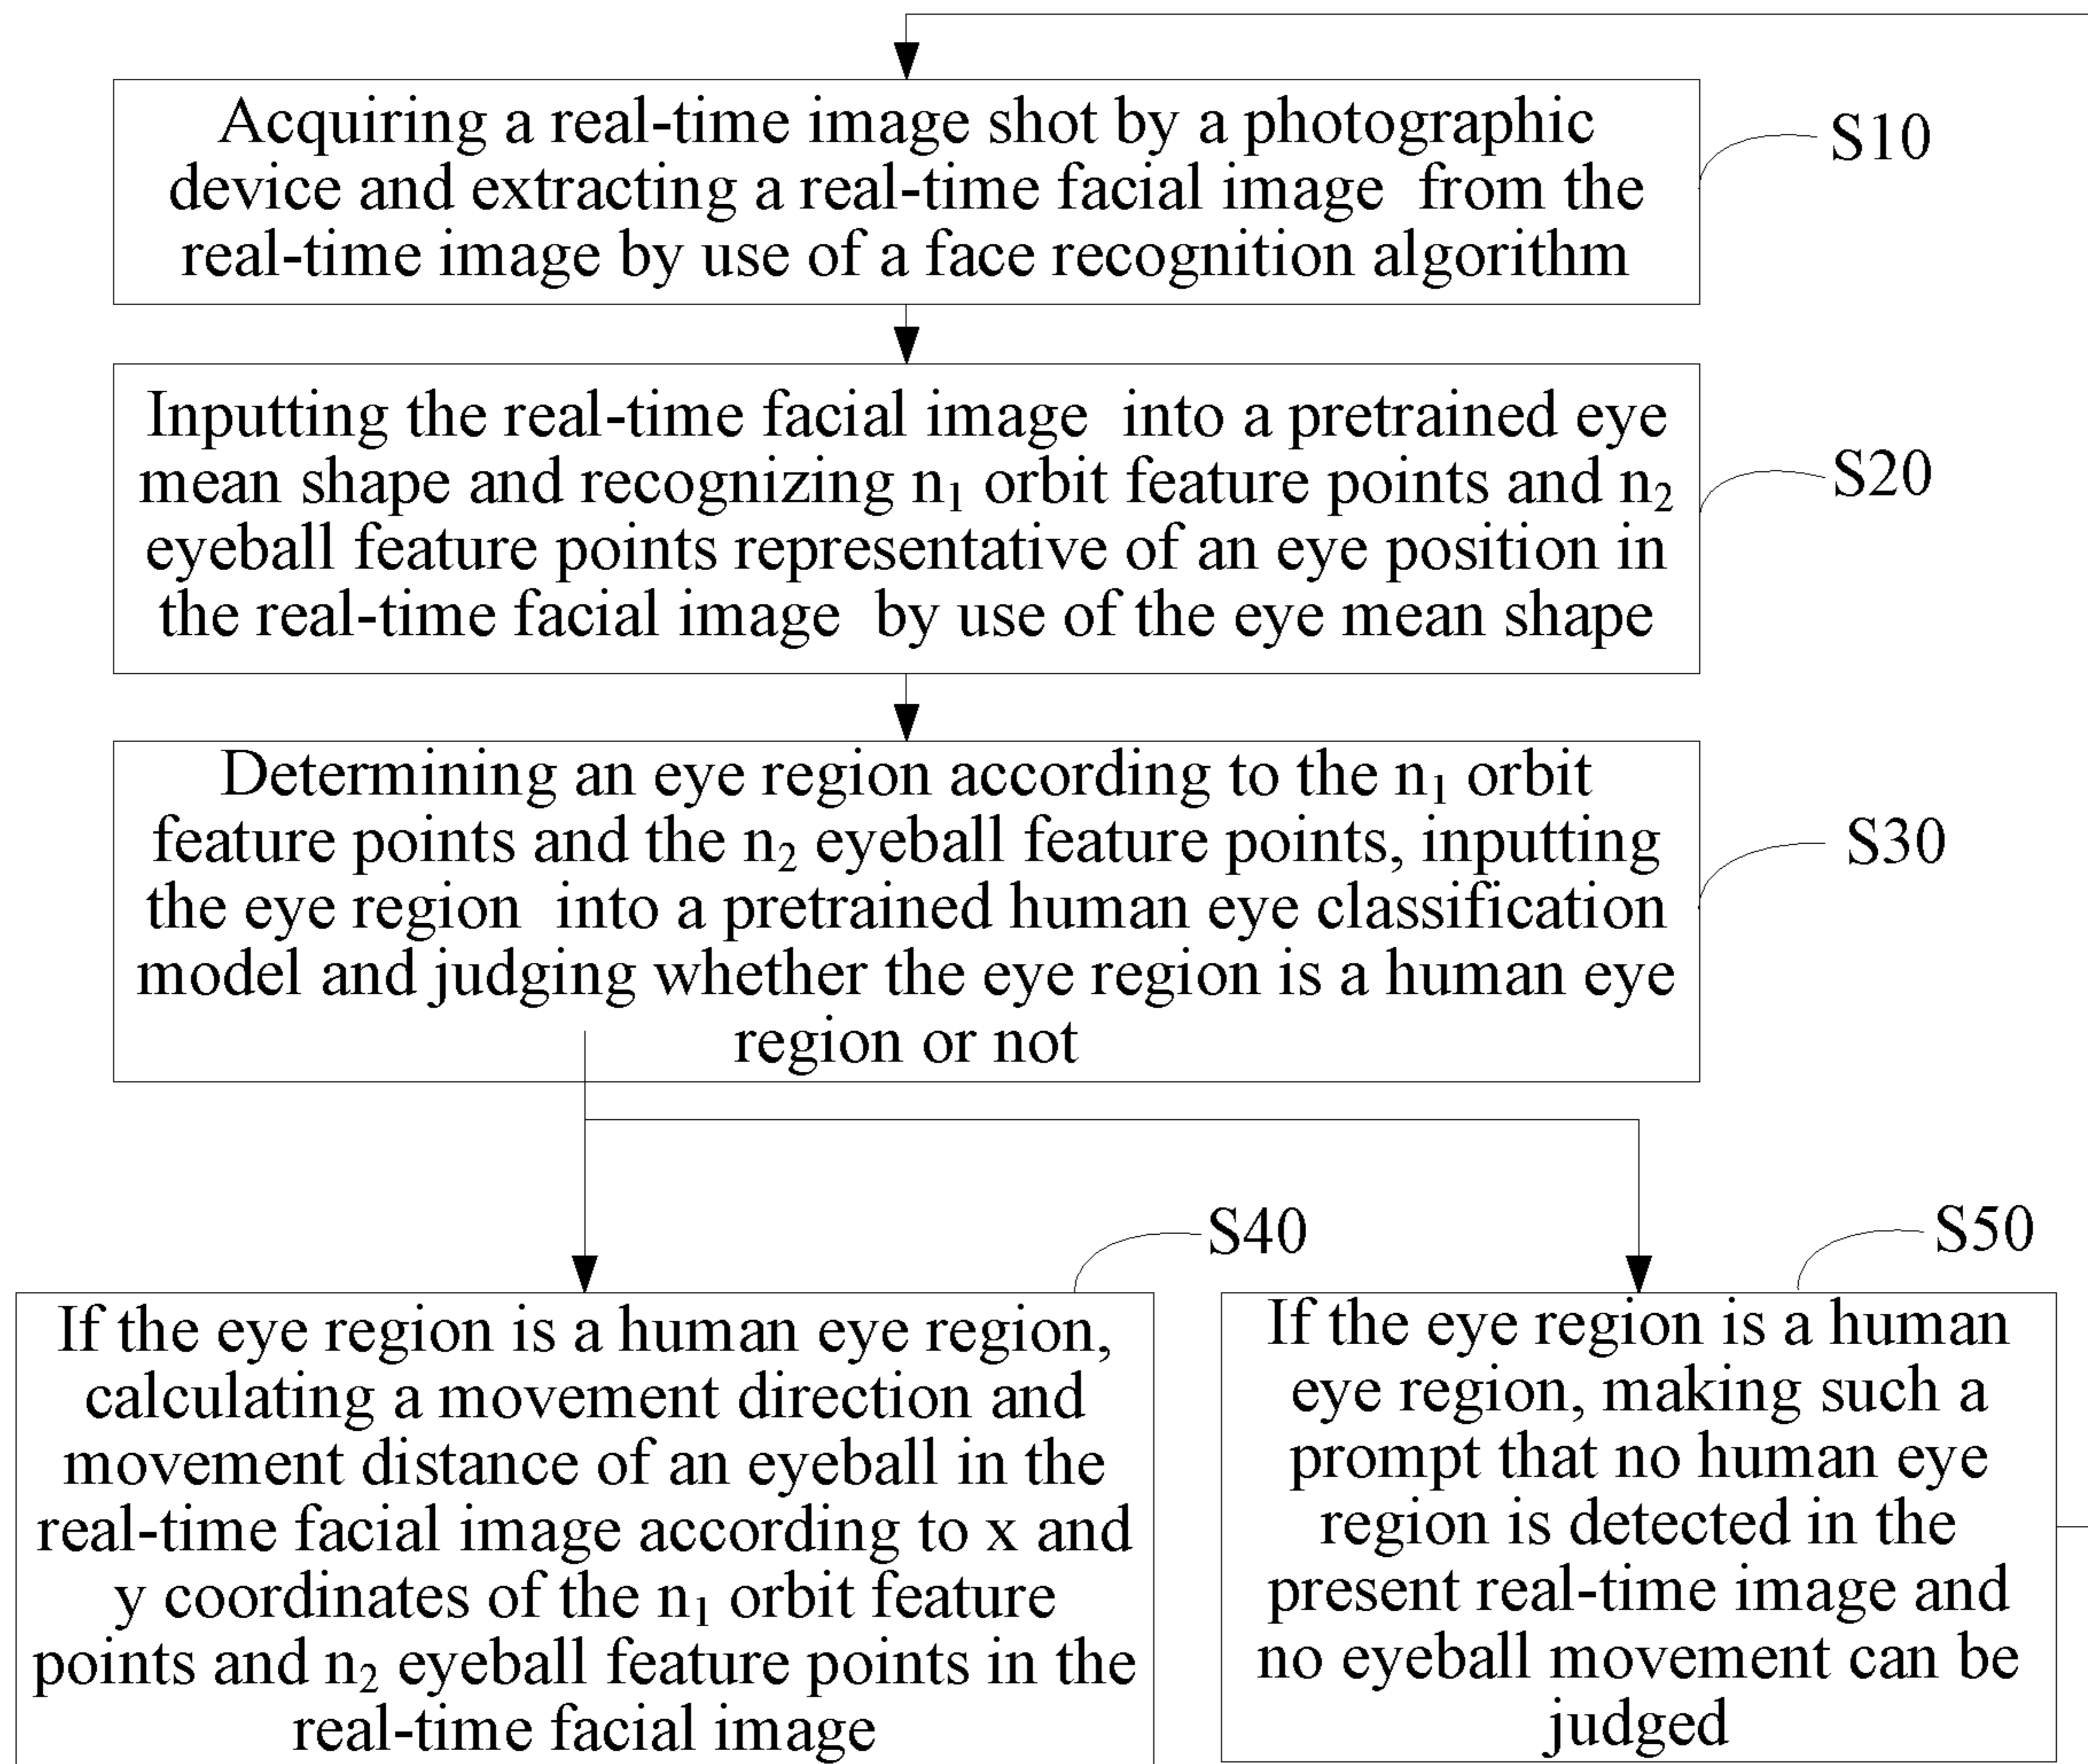 Acquiring a real-time image shot by a photographic
device and extracting a real-time facial image from the
real-time image by use of a face recognition algorithm
S10
Inputting the real-time facial image into a pretrained eye
mean shape and recognizing n₁ orbit feature points and n₂
eyeball feature points representative of an eye position in
the real-time facial image by use of the eye mean shape
S20
Determining an eye region according to the n₁ orbit
feature points and the n₂ eyeball feature points, inputting
the eye region into a pretrained human eye classification
model and judging whether the eye region is a human eye
region or not
S30
S40
If the eye region is a human eye region,
calculating a movement direction and
movement distance of an eyeball in the
real-time facial image according to x and
y coordinates of the n₁ orbit feature
points and n₂ eyeball feature points in the
real-time facial image
S50
If the eye region is a human
eye region, making such a
prompt that no human eye
region is detected in the
present real-time image and
no eyeball movement can be
judged